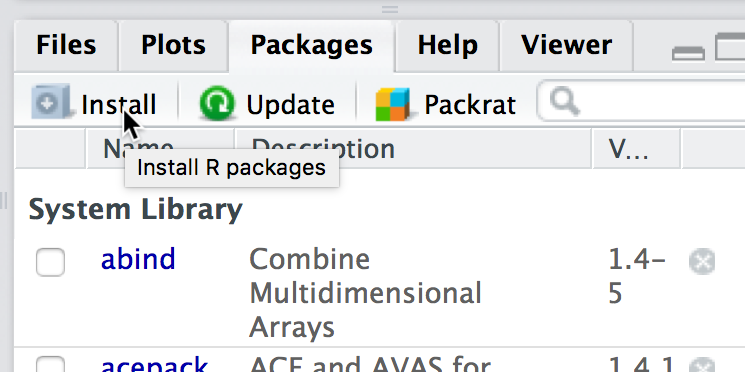 Files Plots Packages Help Viewer
Install Update Packrat
Name Description V...
Install R packages
System Library
abind Combine 1.4-
Multidimensional 5
Arrays
acepack ACE and AVAS for 1.4.1